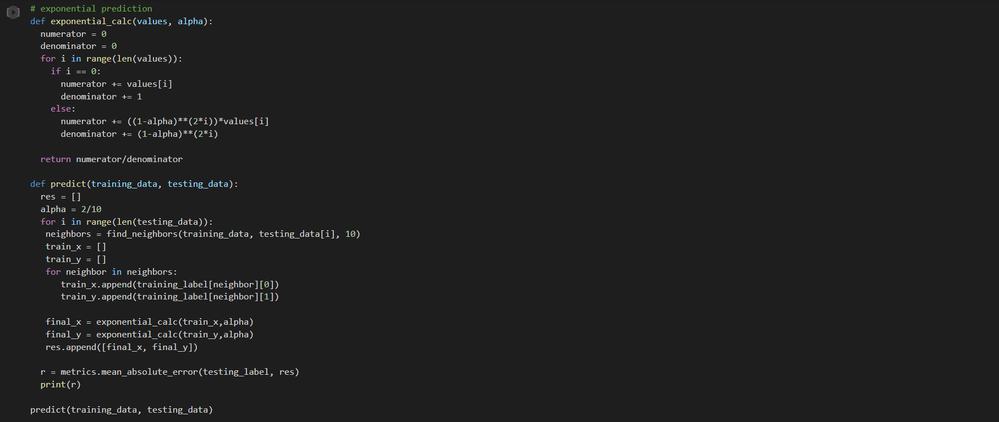 # exponential prediction
def exponential_calc(values, alpha):
  numerator = 0
  denominator = 0
  for i in range(len(values)):
    if i == 0:
      numerator += values[i]
      denominator += 1
    else:
      numerator += ((1-alpha)**(2*i))*values[i]
      denominator += (1-alpha)**(2*i)

  return numerator/denominator

def predict(training_data, testing_data):
  res = []
  alpha = 2/10
  for i in range(len(testing_data)):
   neighbors = find_neighbors(training_data, testing_data[i], 10)
   train_x = []
   train_y = []
   for neighbor in neighbors:
      train_x.append(training_label[neighbor][0])
      train_y.append(training_label[neighbor][1])

   final_x = exponential_calc(train_x,alpha)
   final_y = exponential_calc(train_y,alpha)
   res.append([final_x, final_y])

  r = metrics.mean_absolute_error(testing_label, res)
  print(r)

predict(training_data, testing_data)